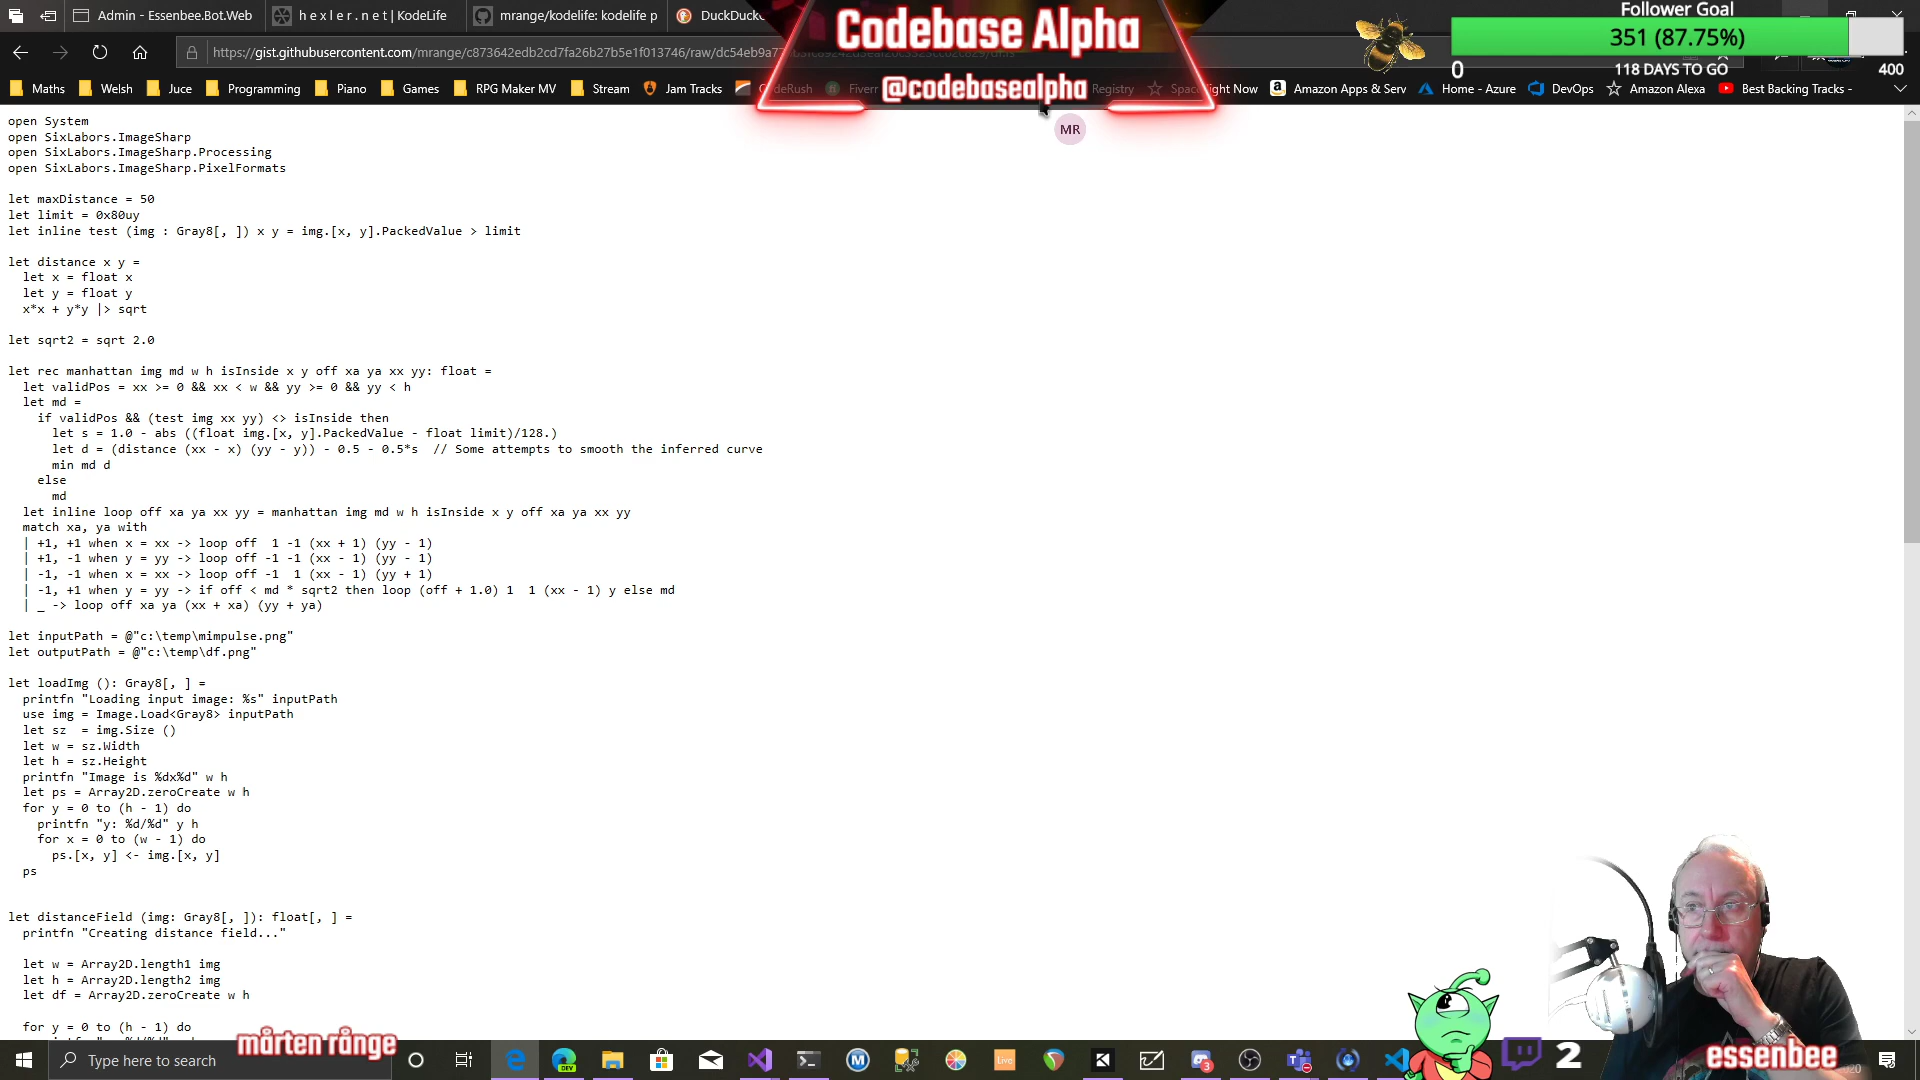 Admin - Essenbee.Bot.Web
h e x l e r . n e t | KodeLife
mrange/kodelife: kodelife p
DuckDuck
Codebase Alpha
@codebasealpha
Follower Goal
351 (87.75%)
0
118 DAYS TO GO
400
https://gist.githubusercontent.com/mrange/c873642edb2cd7fa26b27b5e1f013746/raw/dc54eb9a7
Maths
Welsh
Juce
Programming
Piano
Games
RPG Maker MV
Stream
Jam Tracks
Rush
Fiverr
Registry
Amazon Apps & Serv
Home - Azure
DevOps
Amazon Alexa
Best Backing Tracks -
MR
open System
open SixLabors.ImageSharp
open SixLabors.ImageSharp.Processing
open SixLabors.ImageSharp.PixelFormats
let maxDistance = 50
let limit = 0x80uy
let inline test (img : Gray8[, ]) x y = img.[x, y].PackedValue > limit
let distance x y =
  let x = float x
  let y = float y
  x*x + y*y |> sqrt
let sqrt2 = sqrt 2.0
let rec manhattan img md w h isInside x y off xa ya xx yy: float =
  let validPos = xx >= 0 && xx < w && yy >= 0 && yy < h
  let md =
    if validPos && (test img xx yy) <> isInside then
      let s = 1.0 - abs ((float img.[x, y].PackedValue - float limit)/128.)
      let d = (distance (xx - x) (yy - y)) - 0.5 - 0.5*s  // Some attempts to smooth the inferred curve
      min md d
    else
      md
  let inline loop off xa ya xx yy = manhattan img md w h isInside x y off xa ya xx yy
  match xa, ya with
  | +1, +1 when x = xx -> loop off  1 -1 (xx + 1) (yy - 1)
  | +1, -1 when y = yy -> loop off -1 -1 (xx - 1) (yy - 1)
  | -1, -1 when x = xx -> loop off -1  1 (xx - 1) (yy + 1)
  | -1, +1 when y = yy -> if off < md * sqrt2 then loop (off + 1.0) 1  1 (xx - 1) y else md
  | _ -> loop off xa ya (xx + xa) (yy + ya)
let inputPath = @"c:\temp\mimpulse.png"
let outputPath = @"c:\temp\df.png"
let loadImg (): Gray8[, ] =
  printfn "Loading input image: %s" inputPath
  use img = Image.Load<Gray8> inputPath
  let sz  = img.Size ()
  let w = sz.Width
  let h = sz.Height
  printfn "Image is %dx%d" w h
  let ps = Array2D.zeroCreate w h
  for y = 0 to (h - 1) do
    printfn "y: %d/%d" y h
    for x = 0 to (w - 1) do
      ps.[x, y] <- img.[x, y]
  ps
let distanceField (img: Gray8[, ]): float[, ] =
  printfn "Creating distance field..."
  let w = Array2D.length1 img
  let h = Array2D.length2 img
  let df = Array2D.zeroCreate w h
  for y = 0 to (h - 1) do
mårten rånge
Type here to search
2
essenbee